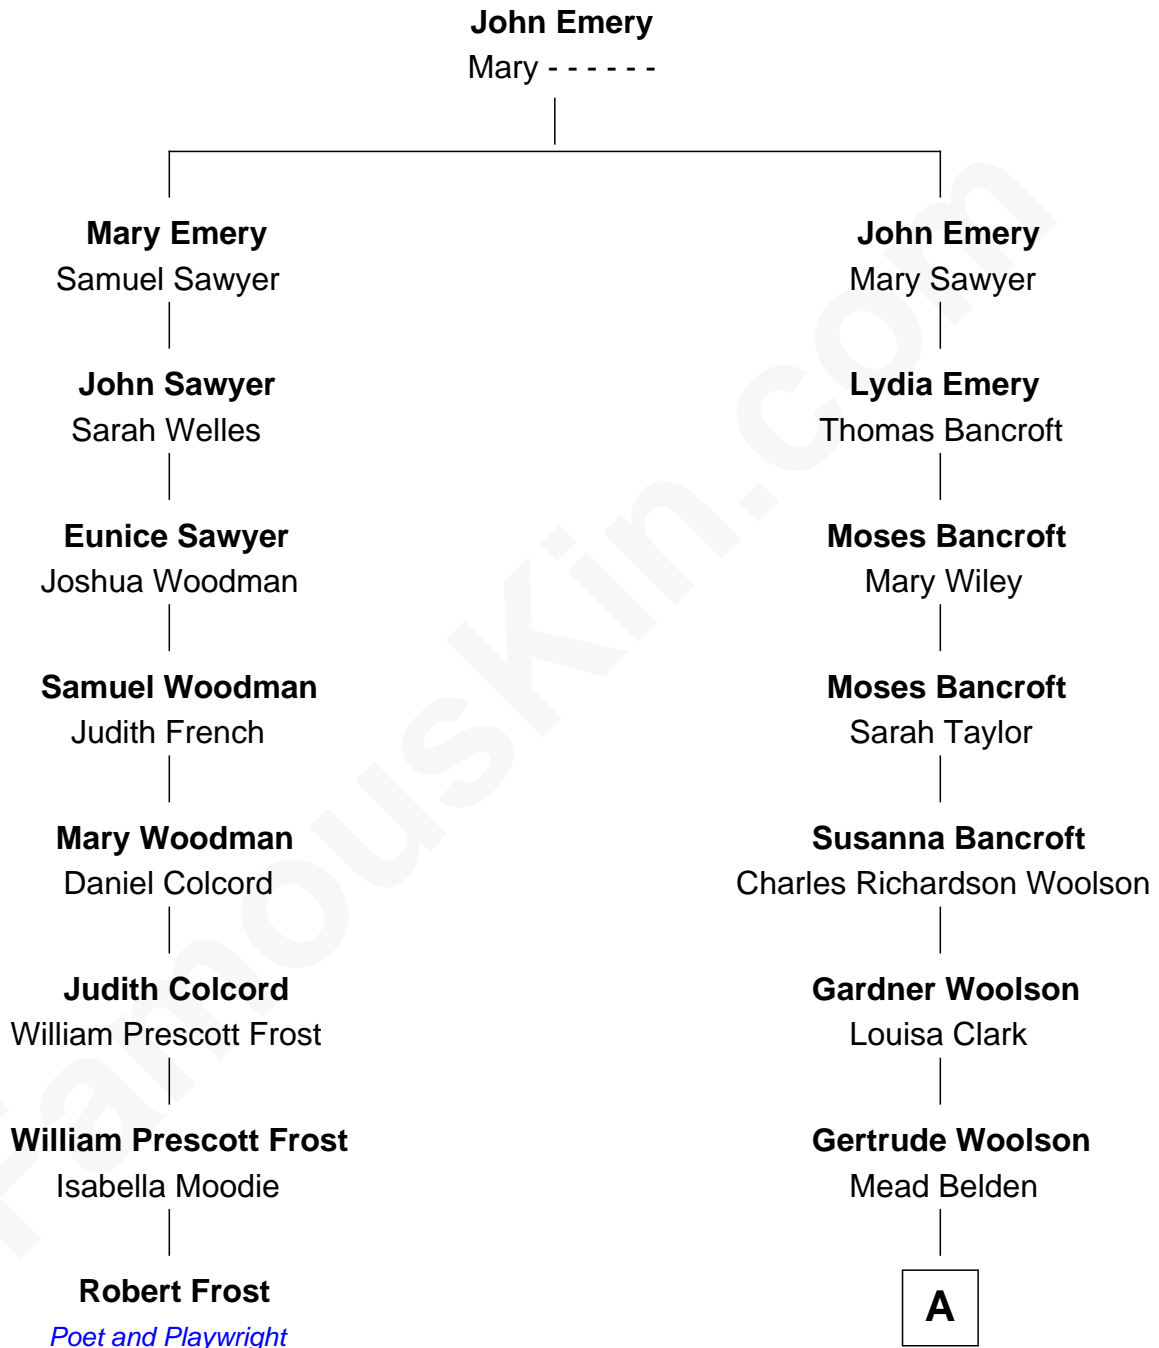 John Emery
Mary - - - - - -
Mary Emery
Samuel Sawyer
John Emery
Mary Sawyer
John Sawyer
Sarah Welles
Lydia Emery
Thomas Bancroft
Eunice Sawyer
Joshua Woodman
Moses Bancroft
Mary Wiley
Samuel Woodman
Judith French
Moses Bancroft
Sarah Taylor
Mary Woodman
Daniel Colcord
Susanna Bancroft
Charles Richardson Woolson
Judith Colcord
William Prescott Frost
Gardner Woolson
Louisa Clark
William Prescott Frost
Isabella Moodie
Gertrude Woolson
Mead Belden
Robert Frost
Poet and Playwright
A
FamousKin.com